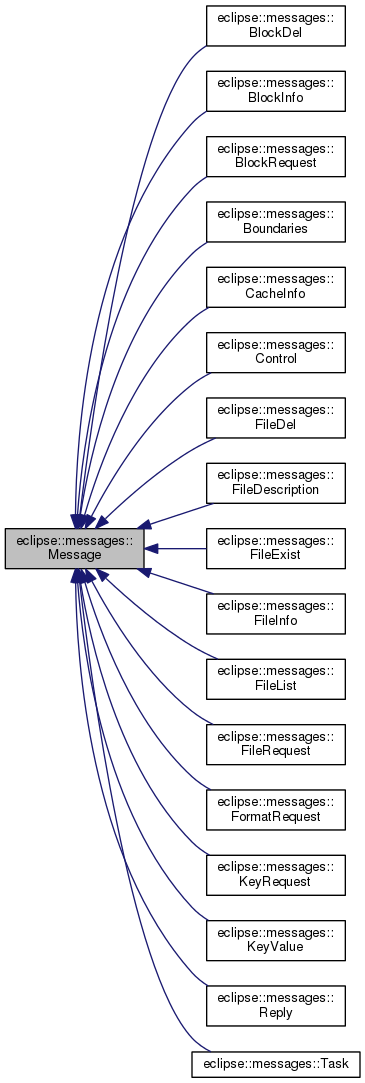 eclipse::messages::
BlockDel
eclipse::messages::
BlockInfo
eclipse::messages::
BlockRequest
eclipse::messages::
Boundaries
eclipse::messages::
CacheInfo
eclipse::messages::
Control
eclipse::messages::
FileDel
eclipse::messages::
FileDescription
eclipse::messages::
Message
eclipse::messages::
FileExist
eclipse::messages::
FileInfo
eclipse::messages::
FileList
eclipse::messages::
FileRequest
eclipse::messages::
FormatRequest
eclipse::messages::
KeyRequest
eclipse::messages::
KeyValue
eclipse::messages::
Reply
eclipse::messages::Task